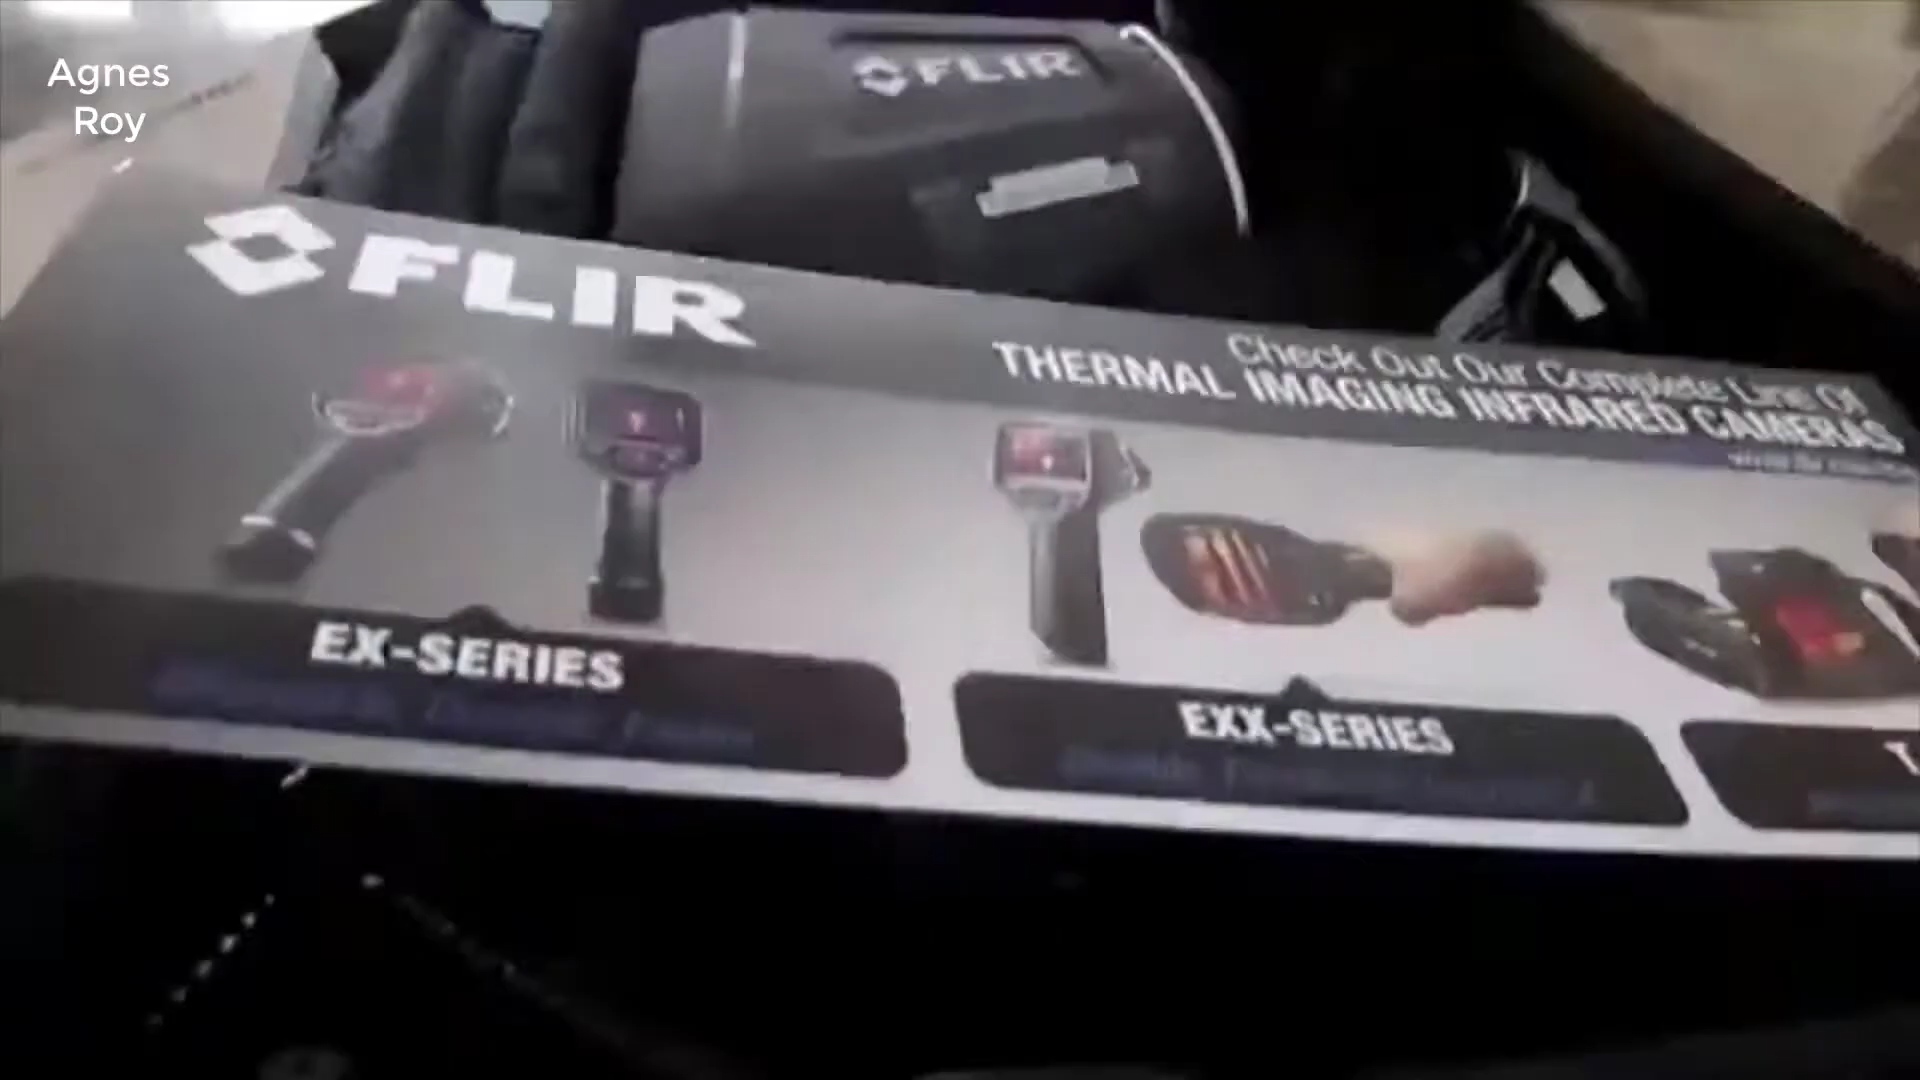 Agnes
Roy
FLIR
FLIR
Check Out Our Complete Line Of
THERMAL IMAGING INFRARED CAMERAS
EX-SERIES
EXX-SERIES